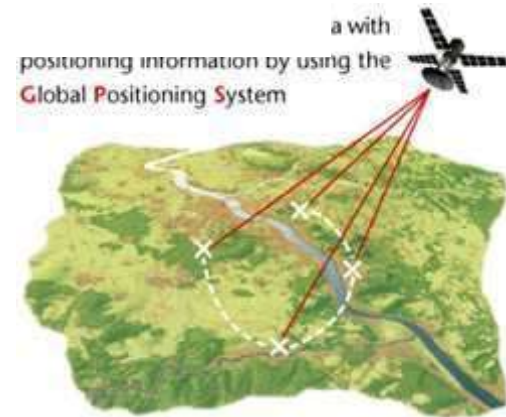 a with
positioning information by using the
Global Positioning System